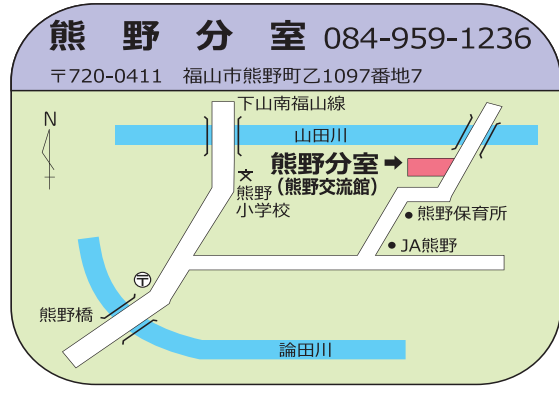 熊野分室 084-959-1236
〒720-0411 福山市熊野町乙1097番地7
N
下山南福山線
山田川
熊野分室➡
(熊野交流館)
文
熊野
小学校
熊野保育所
JA熊野
〒
熊野橋
論田川